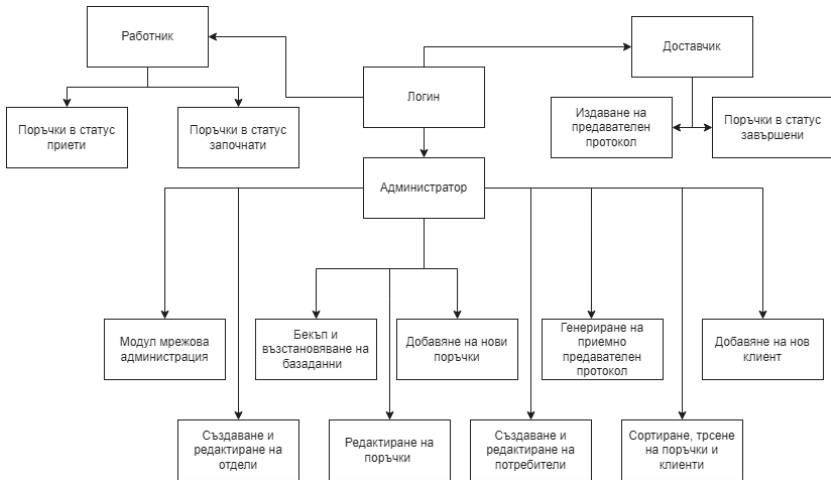 Работник
Доставчик
Логин
Поръчки в статус
приети
Поръчки в статус
започнати
Издаване на
предавателен
протокол
Поръчки в статус
завършени
Администратор
Модул мрежова
администрация
Бекъп и
възстановяване на
базаданни
Добавяне на нови
поръчки
Генериране на
приемно
предавателен
протокол
Добавяне на нов
клиент
Създаване и
редактиране на
отдели
Редактиране на
поръчки
Създаване и
редактиране на
потребители
Сортиране, трсене
на поръчки и
клиенти